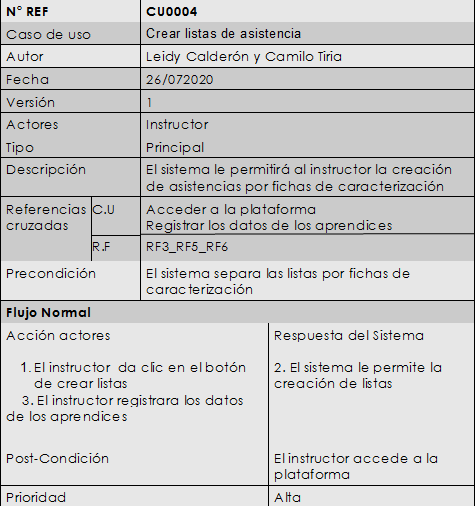 N° REF CU0004
Caso de uso Crear listas de asistencia
Autor Leidy Calderón y Camilo Tiria
Fecha 26/072020
Versión 1
Actores Instructor
Tipo Principal
Descripción El sistema le permitirá al instructor la creación
de asistencias por fichas de caracterización
Referencias cruzadas C.U Acceder a la plataforma
Registrar los datos de los aprendices
R.F RF3_RF5_RF6
Precondición El sistema separa las listas por fichas de
caracterización
Flujo Normal
Acción actores Respuesta del Sistema
1. El instructor da clic en el botón
de crear listas
3. El instructor registrara los datos
de los aprendices
2. El sistema le permite la
creación de listas
Post-Condición El instructor accede a la
plataforma
Prioridad Alta